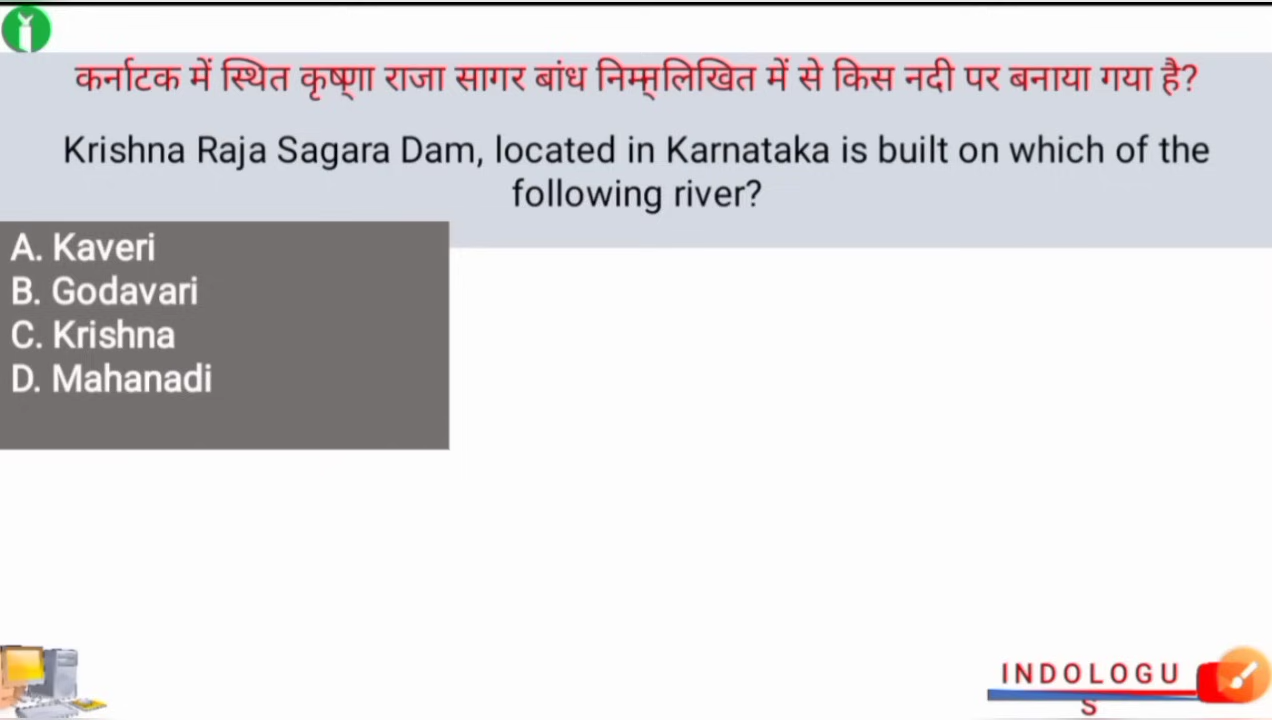 कर्नाटक में स्थित कृष्णा राजा सागर बांध निम्नलिखित में से किस नदी पर बनाया गया है?
Krishna Raja Sagara Dam, located in Karnataka is built on which of the
following river?
A. Kaveri
B. Godavari
C. Krishna
D. Mahanadi
INDOLOGU
S